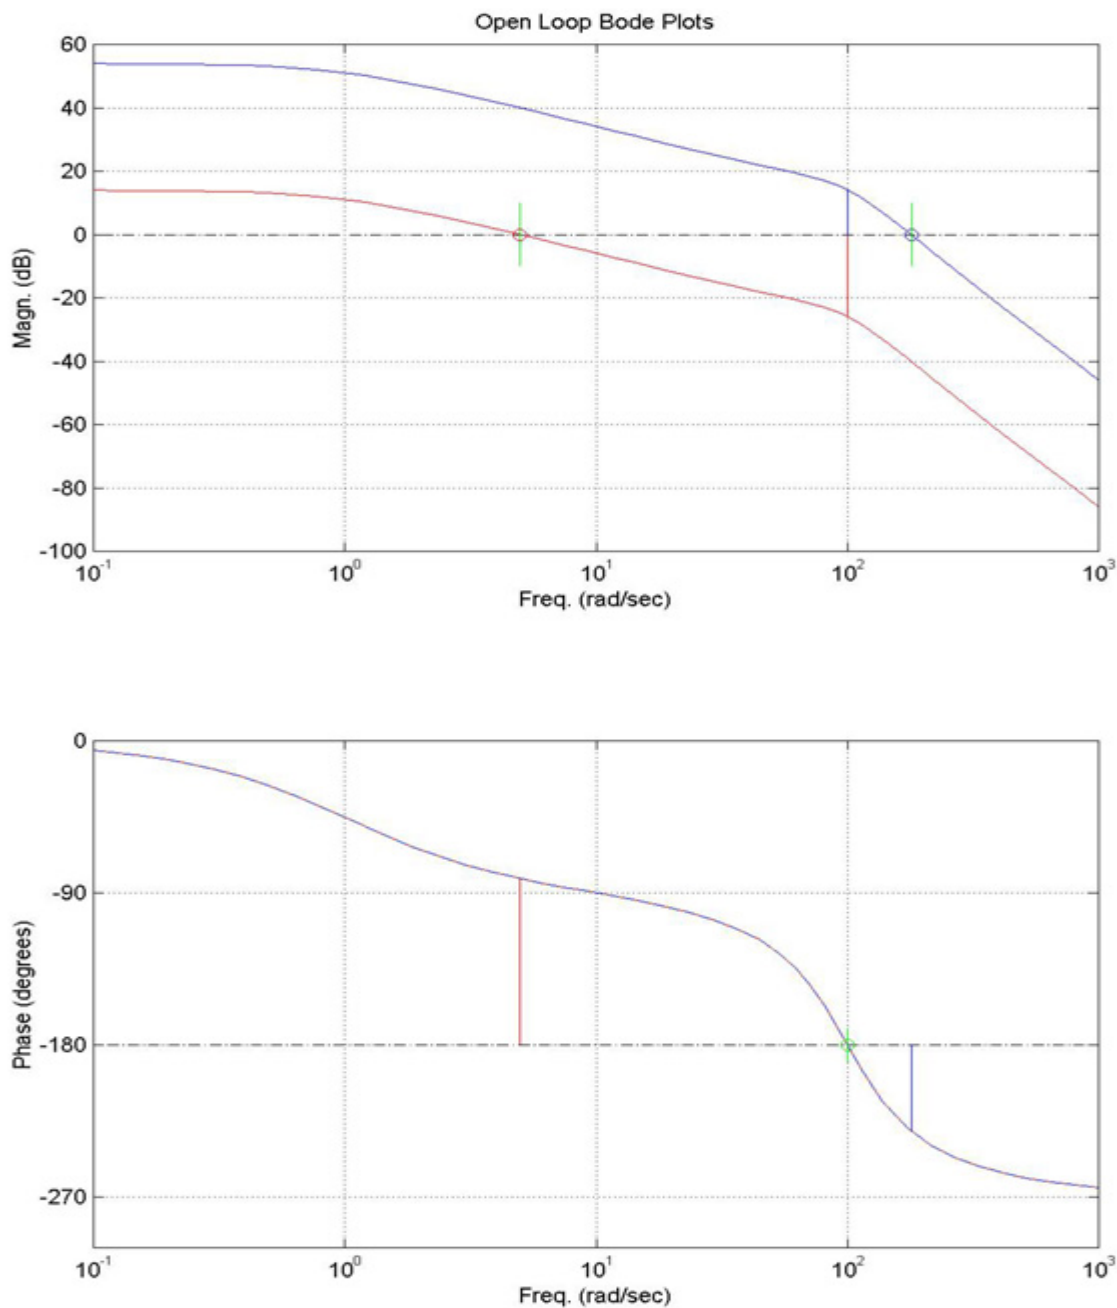 Open Loop Bode Plots
60
40
20
0
-20
-40
-60
-80
-100
Magn. (dB)
10^-1 10^0 10^1 10^2 10^3
Freq. (rad/sec)
0
-90
-180
-270
Phase (degrees)
10^-1 10^0 10^1 10^2 10^3
Freq. (rad/sec)